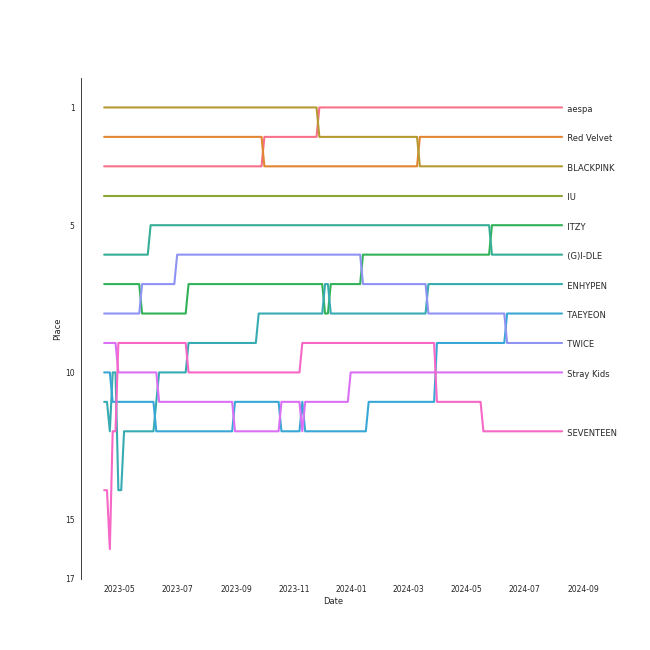 1
5
10
15
17
Place
aespa
Red Velvet
BLACKPINK
IU
ITZY
(G)I-DLE
ENHYPEN
TAEYEON
TWICE
Stray Kids
SEVENTEEN
2023-05 2023-07 2023-09 2023-11 2024-01 2024-03 2024-05 2024-07 2024-09
Date